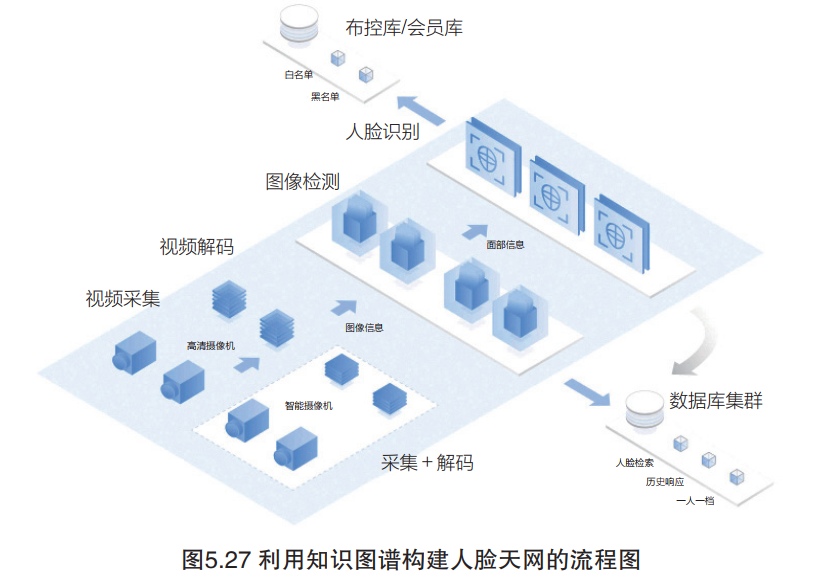 布控库/会员库
白名单
黑名单
人脸识别
图像检测
面部信息
视频解码
视频采集
图像信息
高清摄像机
智能摄像机
数据库集群
采集＋解码
人脸检索
历史响应
一人一档
图5.27 利用知识图谱构建人脸天网的流程图